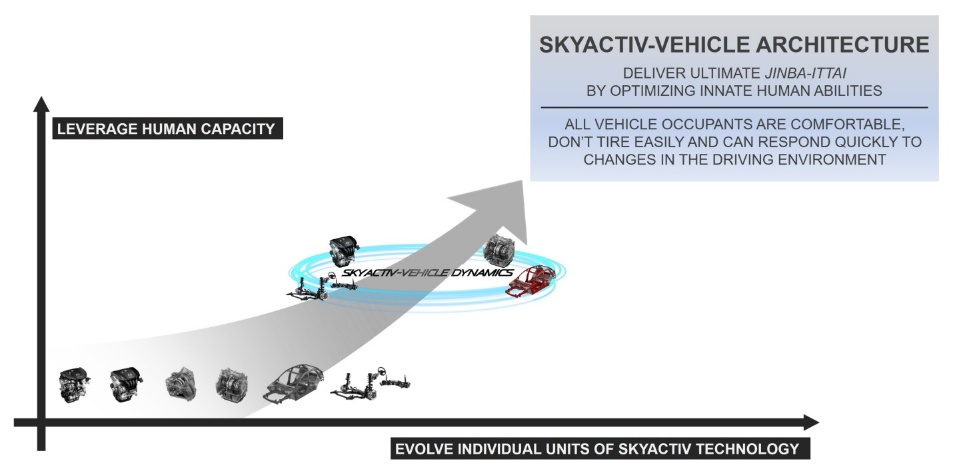 SKYACTIV-VEHICLE ARCHITECTURE
DELIVER ULTIMATE JINBA-ITTAI
BY OPTIMIZING INNATE HUMAN ABILITIES
ALL VEHICLE OCCUPANTS ARE COMFORTABLE,
DON'T TIRE EASILY AND CAN RESPOND QUICKLY TO
CHANGES IN THE DRIVING ENVIRONMENT
LEVERAGE HUMAN CAPACITY
SKYACTIV-VEHICLE DYNAMICS
EVOLVE INDIVIDUAL UNITS OF SKYACTIV TECHNOLOGY